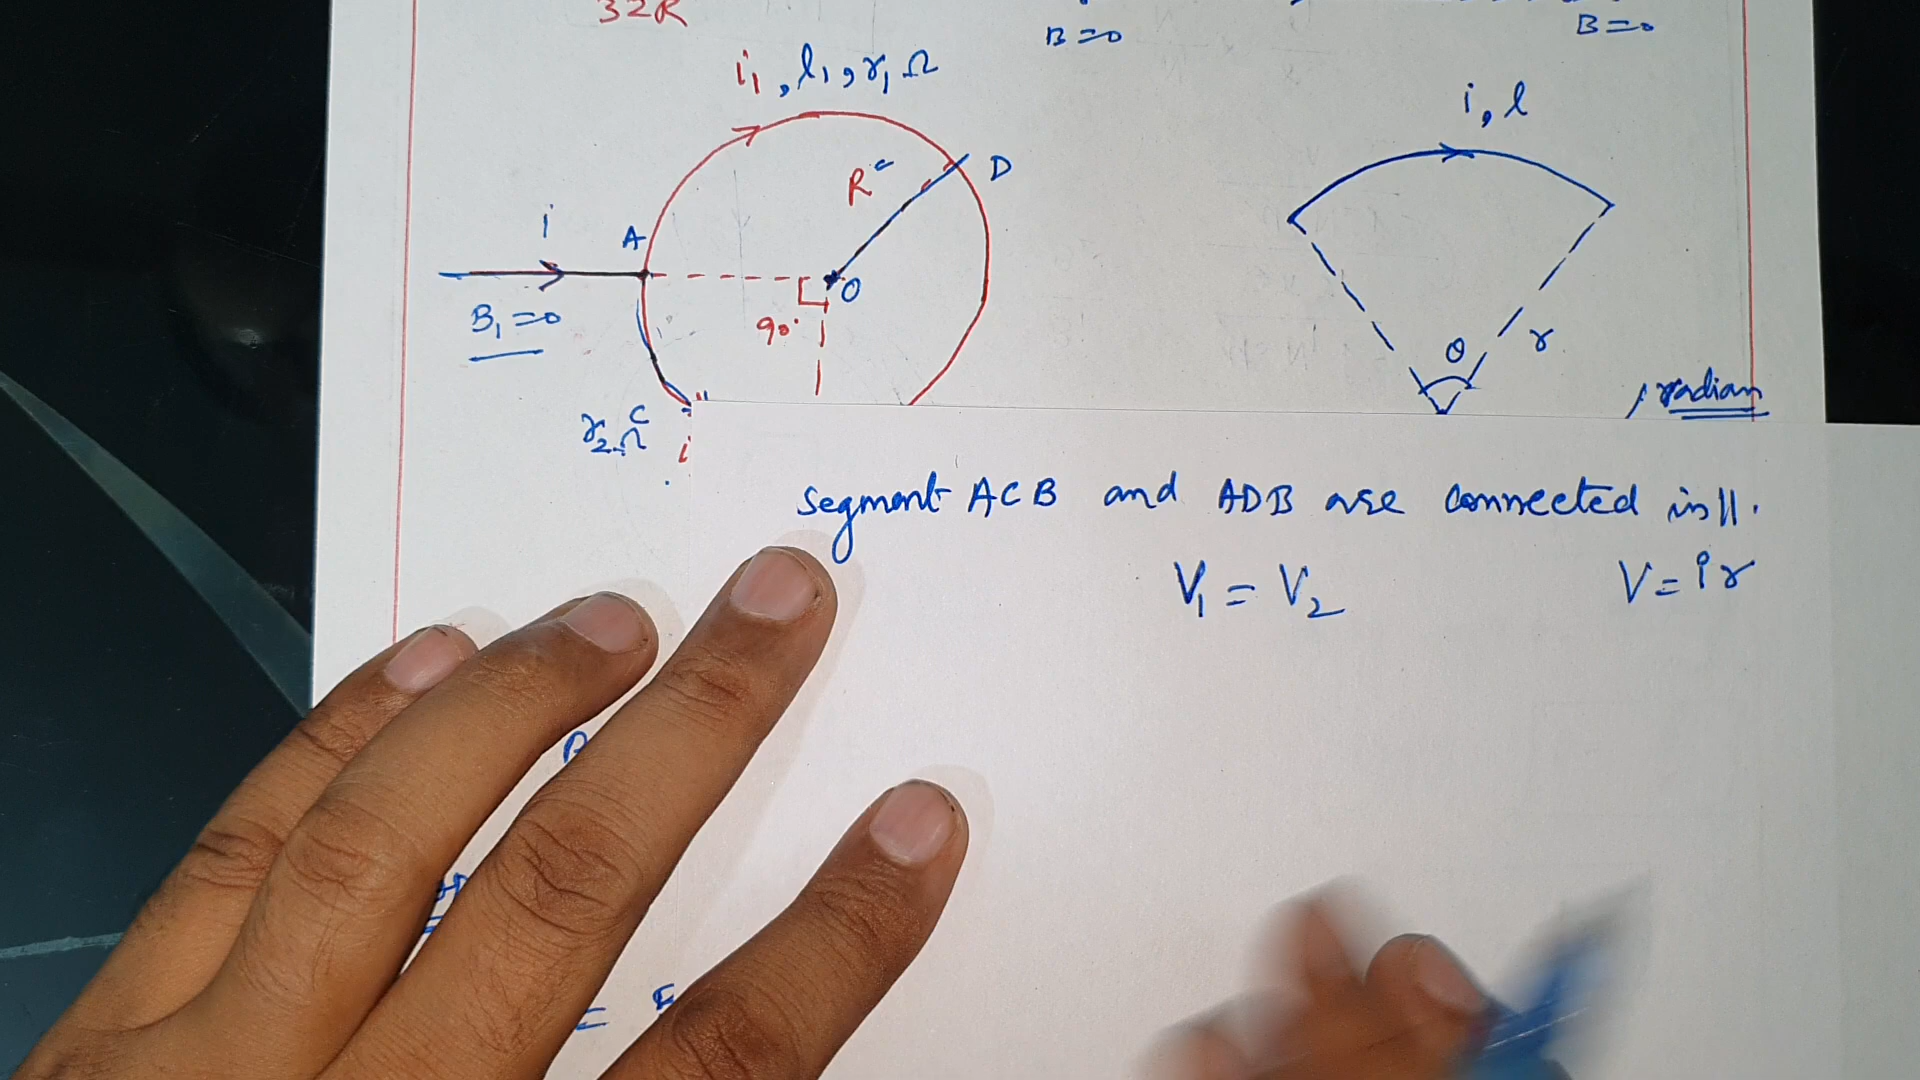 32R
B=0
B=0
i₁, l₁, r₁ Ω
i, l
R
D
A
i
O
B₁=0
90°
θ
r
radian
C
r₂ Ω
i
Segment ACB and ADB are connected in ||.
V₁ = V₂
V = ir
=